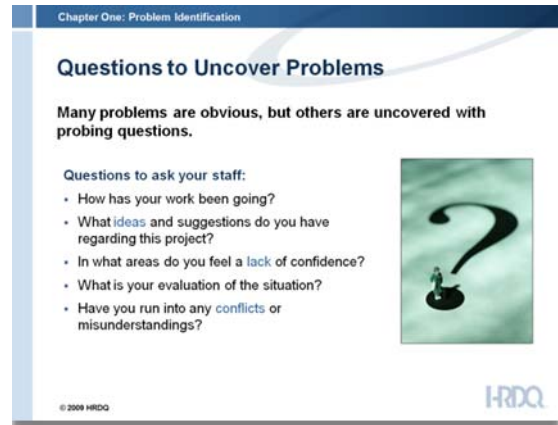 Chapter One: Problem Identification
Questions to Uncover Problems
Many problems are obvious, but others are uncovered with
probing questions.
Questions to ask your staff:
• How has your work been going?
• What ideas and suggestions do you have
regarding this project?
• In what areas do you feel a lack of confidence?
• What is your evaluation of the situation?
• Have you run into any conflicts or
misunderstandings?
© 2009 HRDQ
HRDQ